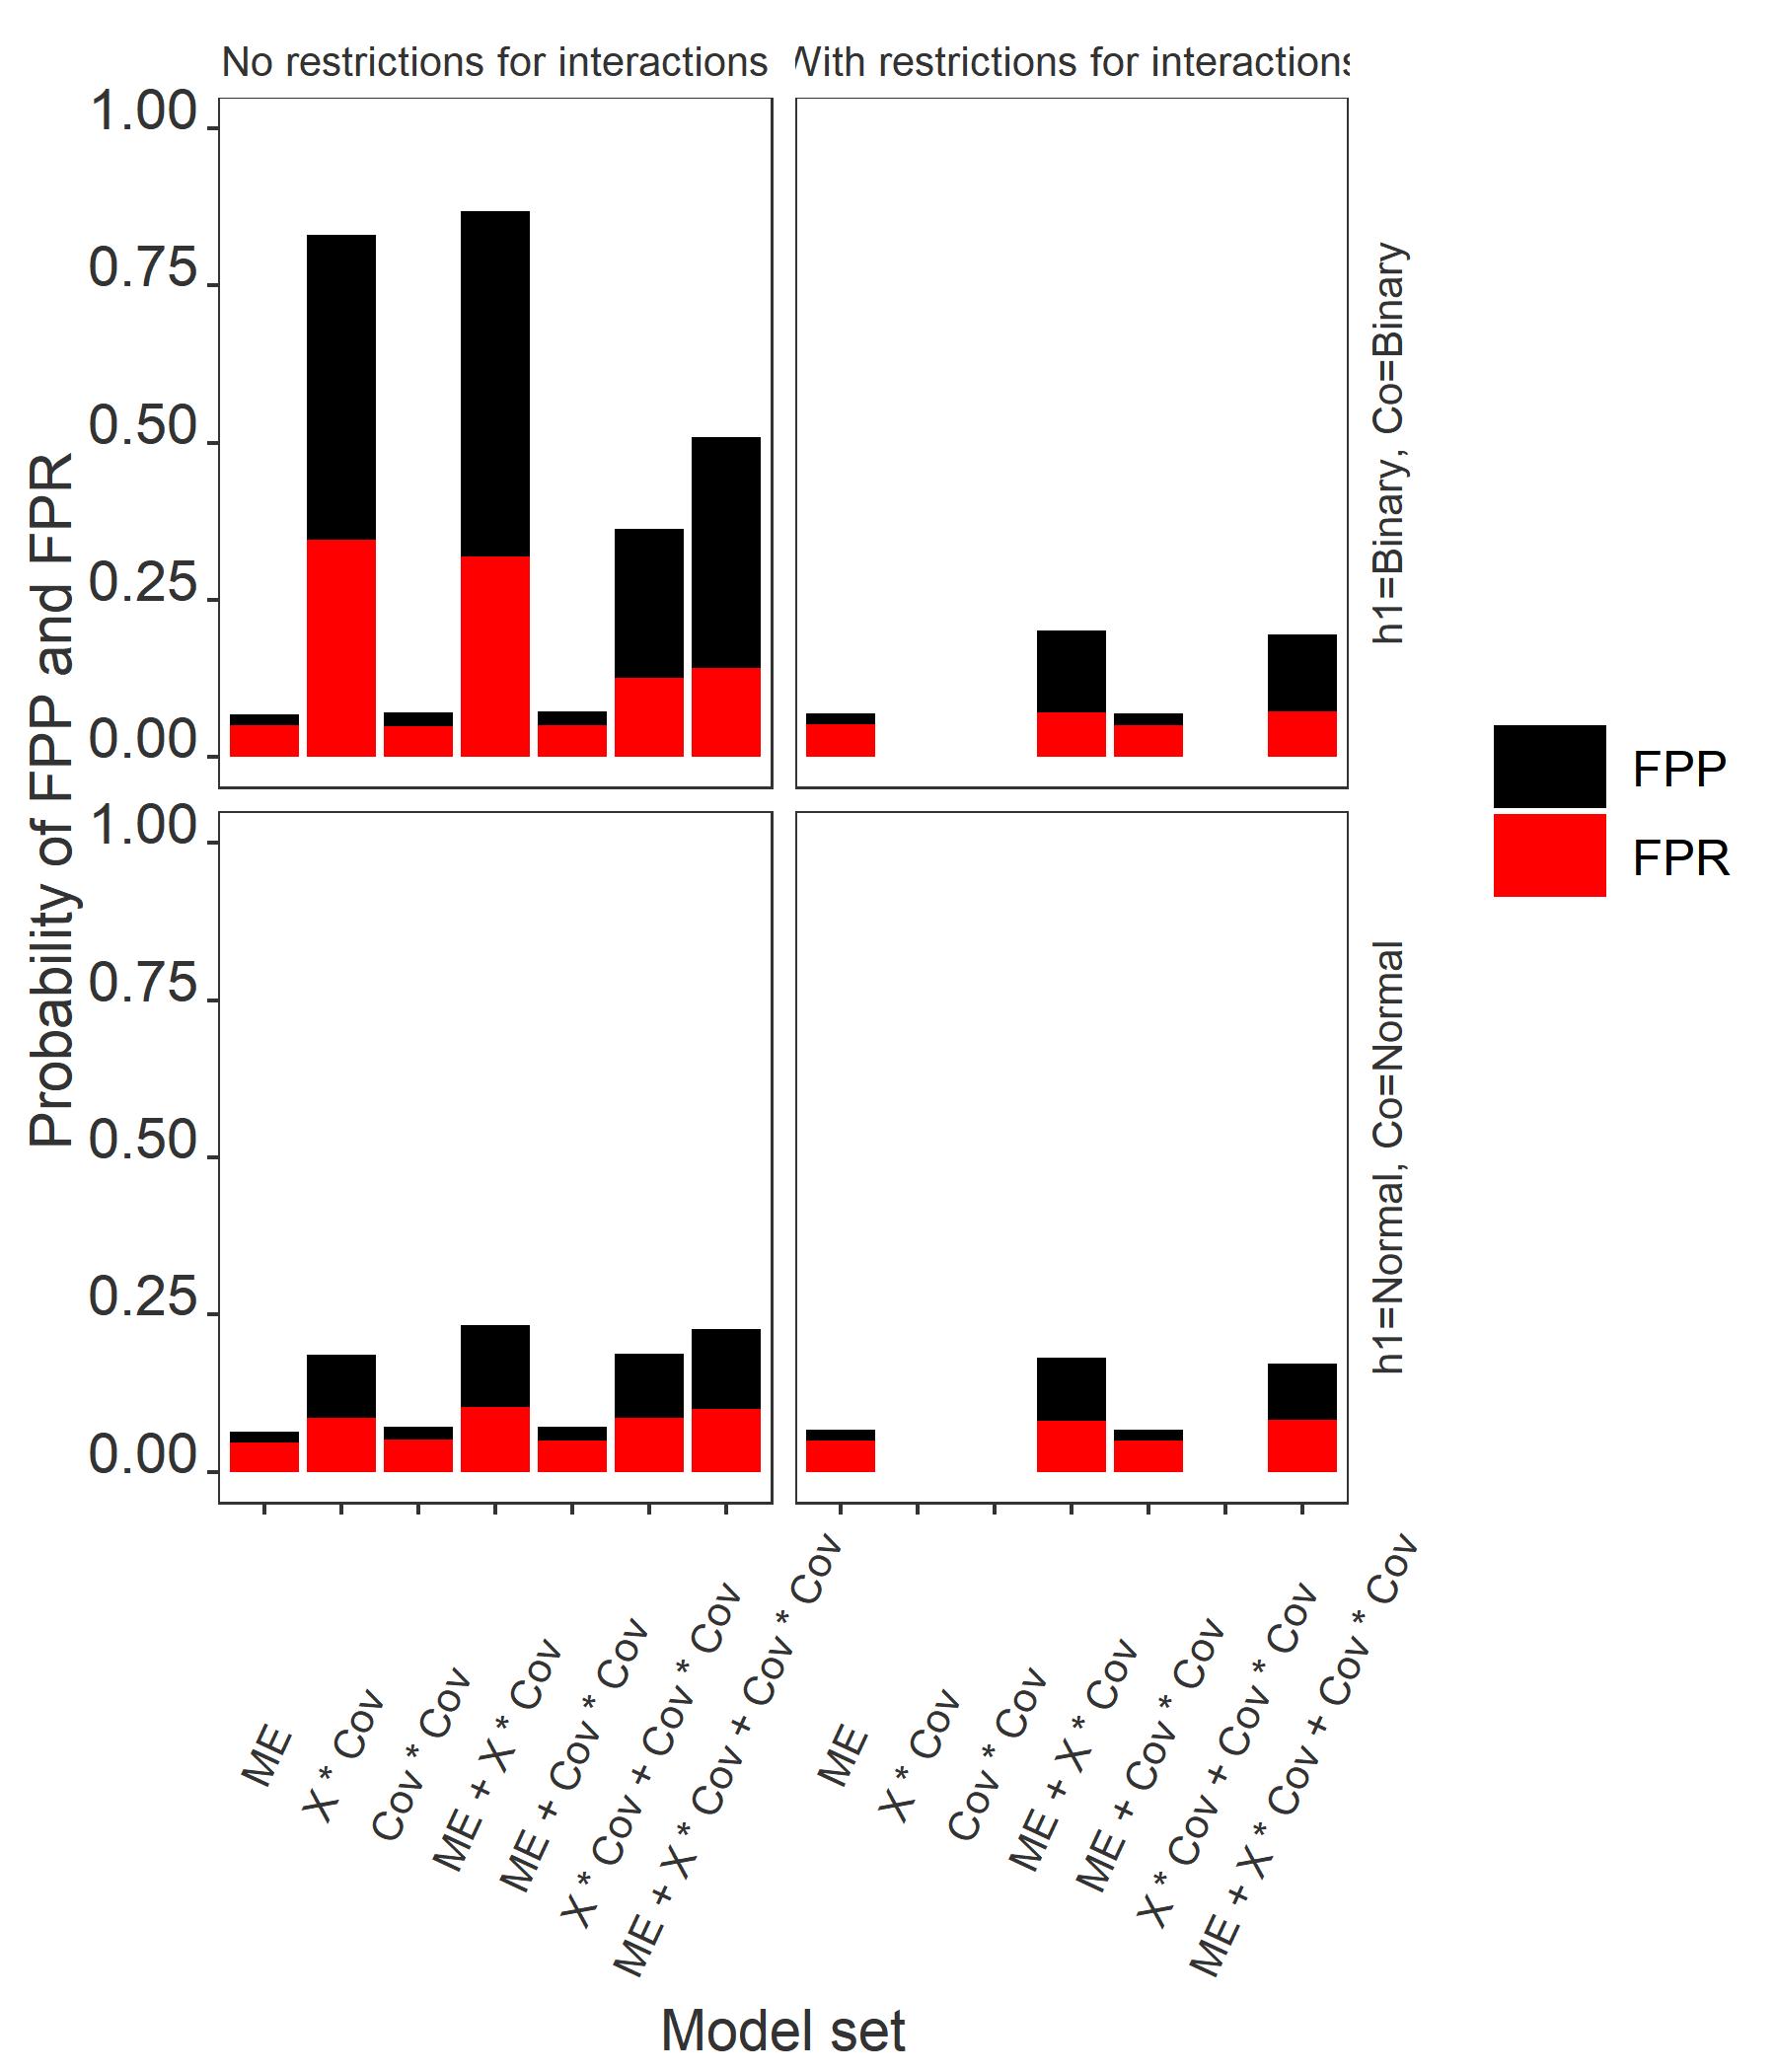 No restrictions for interactions
With restrictions for interactions
Probability of FPP and FPR
1.00
0.75
0.50
0.25
0.00
h1=Binary, Co=Binary
1.00
0.75
0.50
0.25
0.00
h1=Normal, Co=Normal
FPP
FPR
ME
X * Cov
Cov * Cov
ME + X * Cov
ME + Cov * Cov
X * Cov + Cov * Cov
ME + X * Cov + Cov * Cov
ME
X * Cov
Cov * Cov
ME + X * Cov
ME + Cov * Cov
X * Cov + Cov * Cov
ME + X * Cov + Cov * Cov
Model set